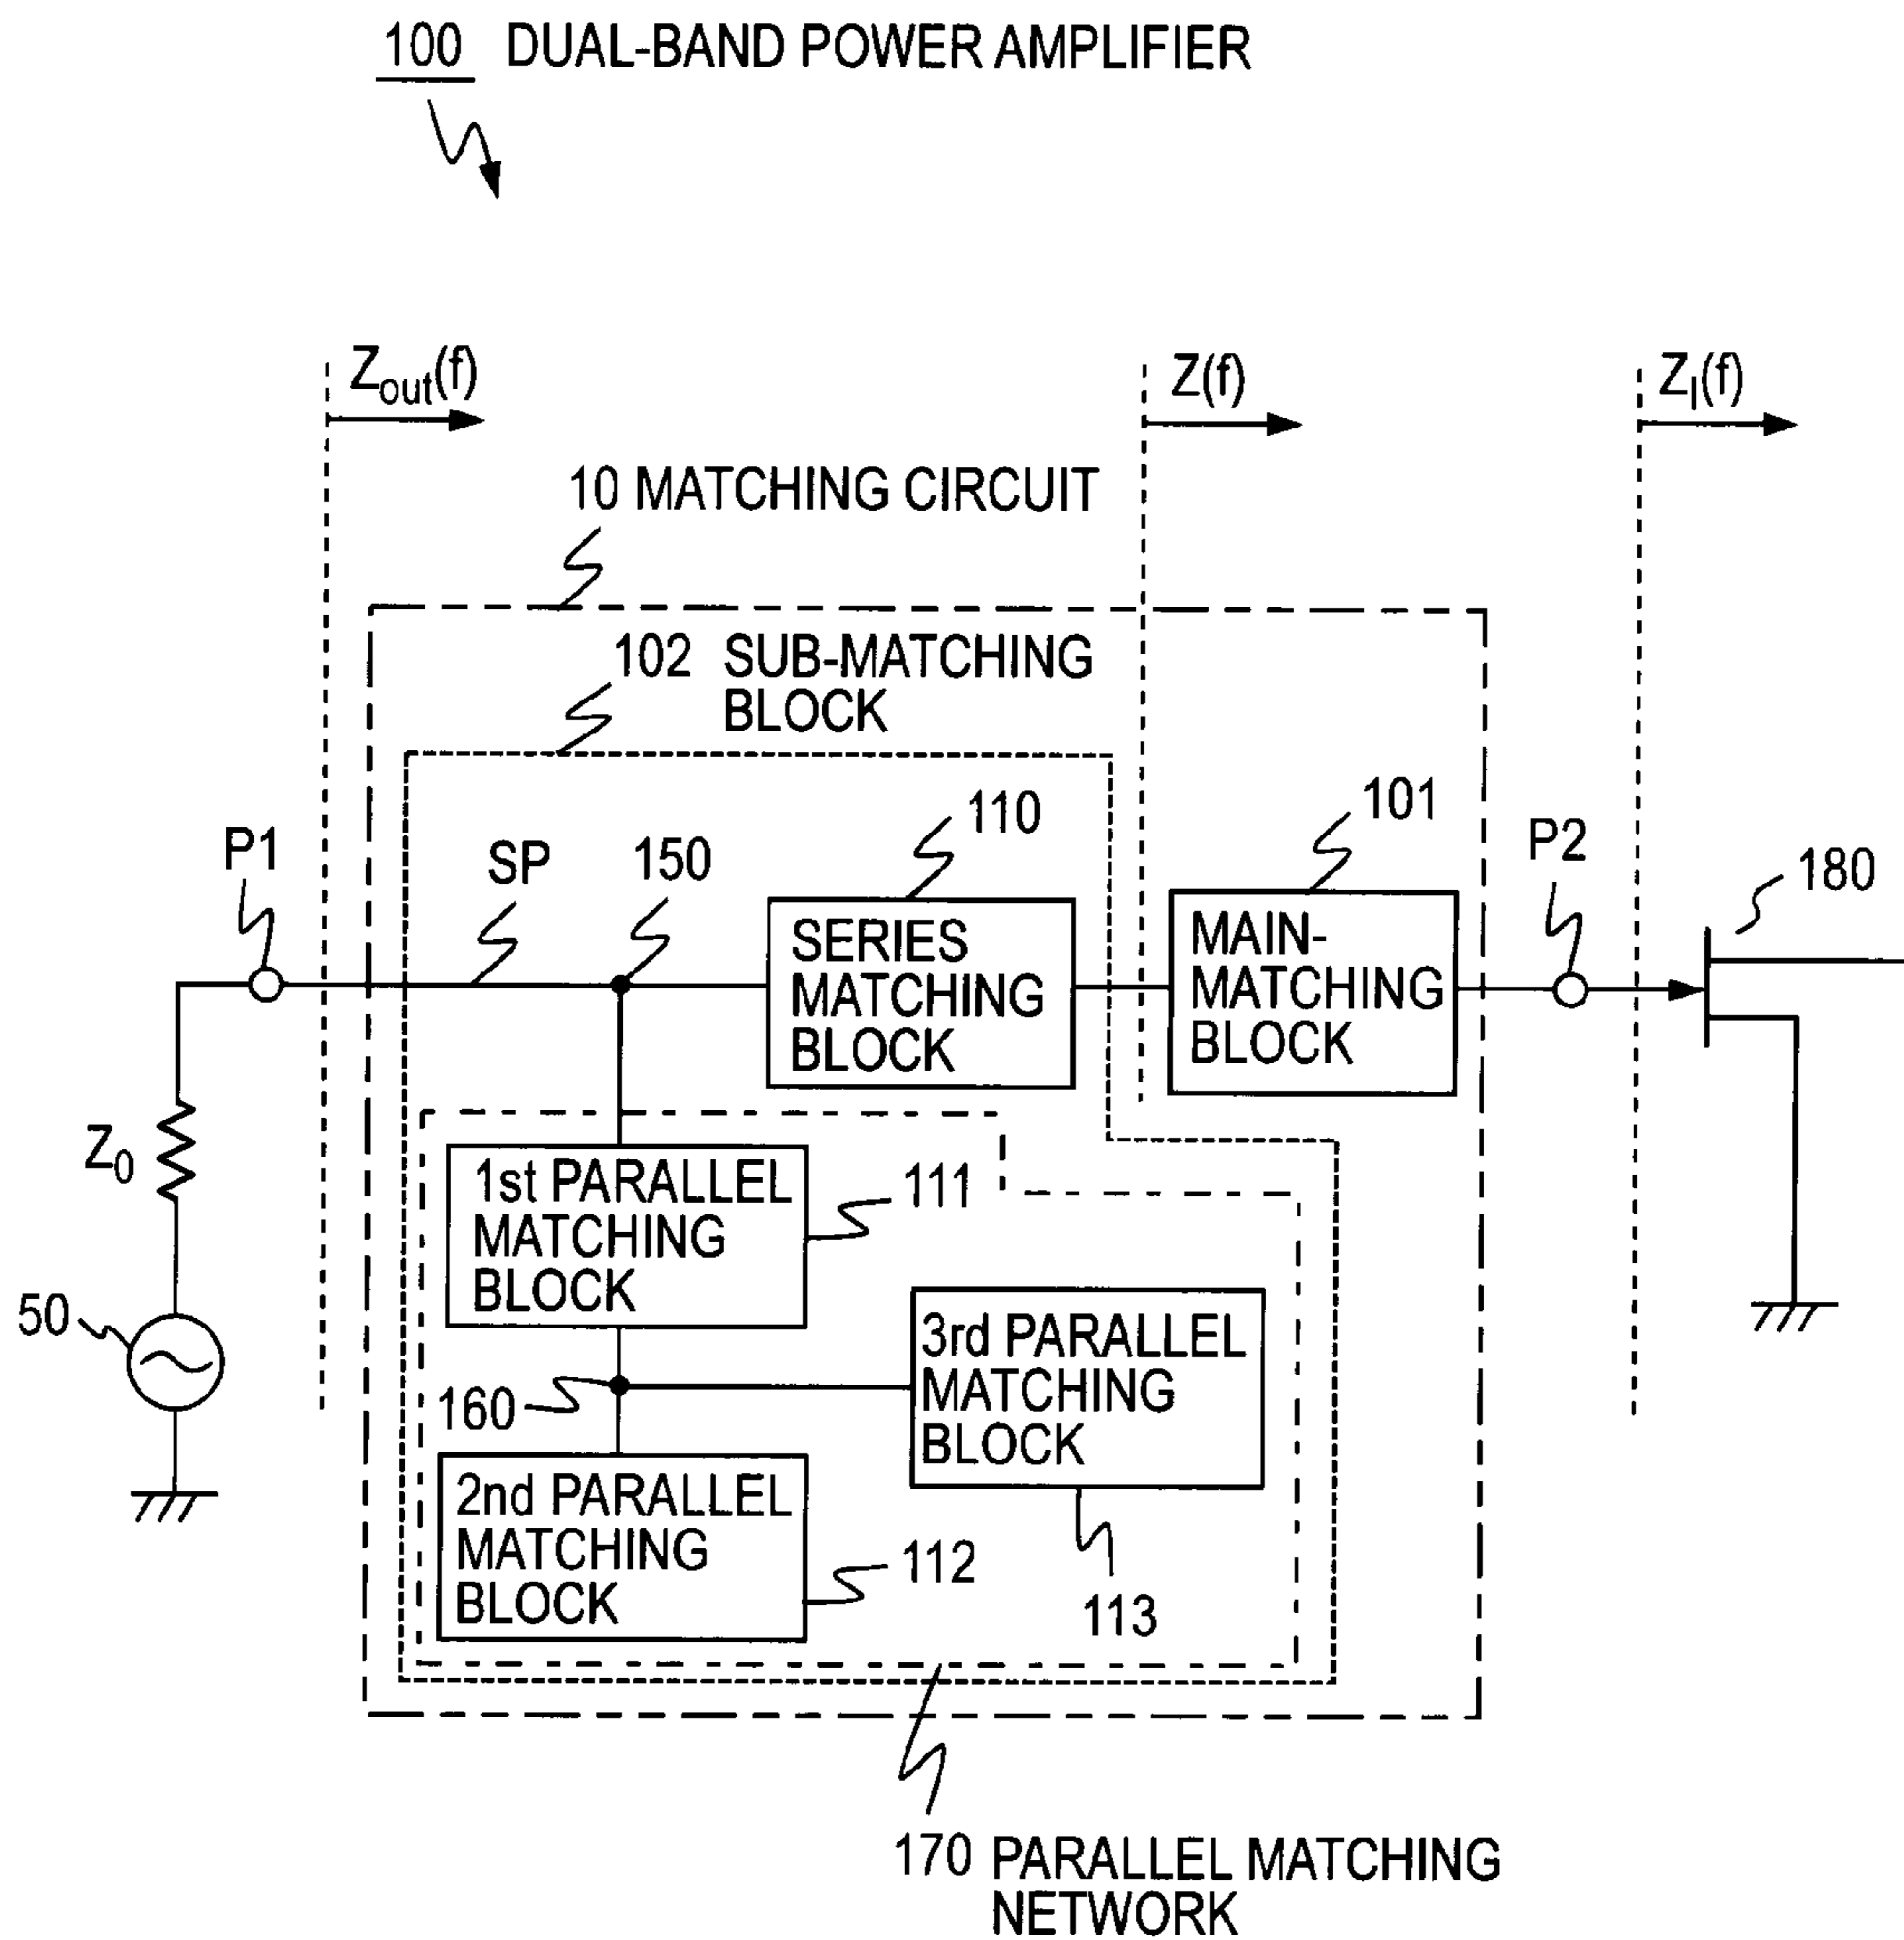 100 DUAL-BAND POWER AMPLIFIER
Zout(f)
Z(f)
Zl(f)
10 MATCHING CIRCUIT
102 SUB-MATCHING
BLOCK
P1
SP
150
110
101
P2
180
SERIES
MATCHING
BLOCK
MAIN-
MATCHING
BLOCK
Z0
50
1st PARALLEL
MATCHING
BLOCK
111
160
3rd PARALLEL
MATCHING
BLOCK
2nd PARALLEL
MATCHING
BLOCK
112
113
170 PARALLEL MATCHING
NETWORK